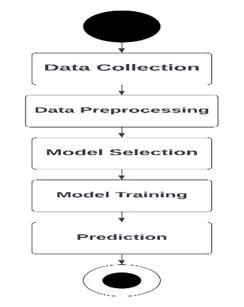 Data Collection
Data Preprocessing
Model Selection
Model Training
Prediction